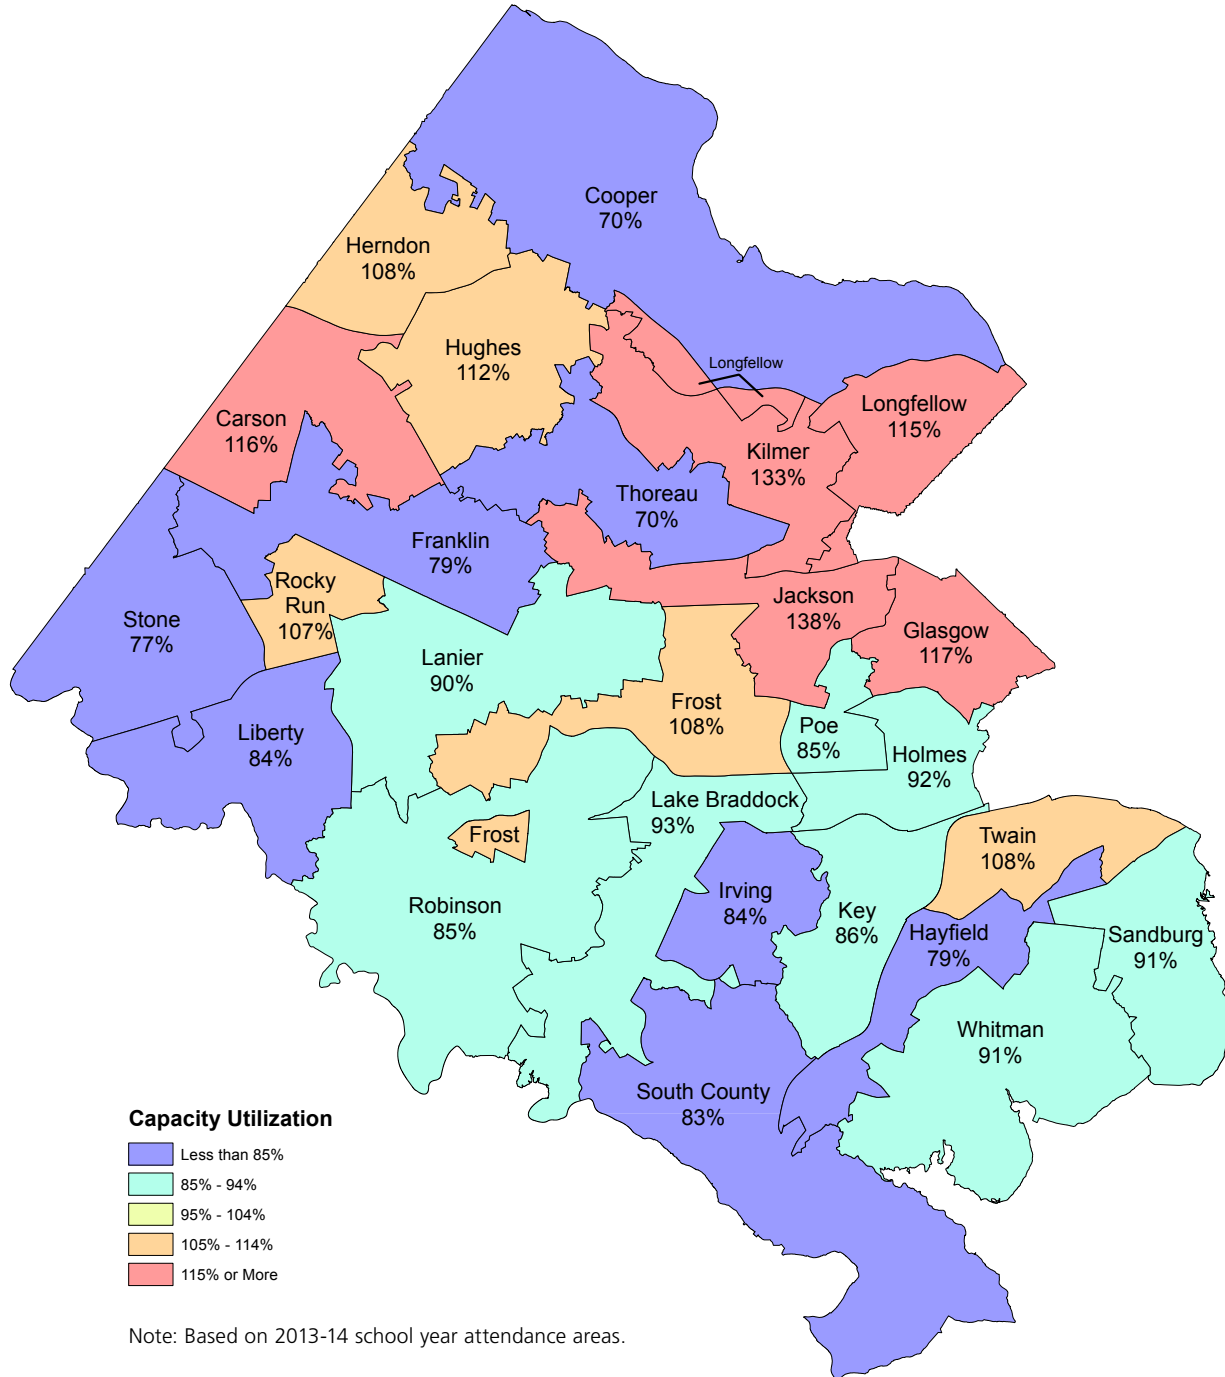 Cooper
70%
Herndon
108%
Hughes
112%
Longfellow
Longfellow
115%
Carson
116%
Kilmer
133%
Thoreau
70%
Franklin
79%
Rocky
Run
107%
Stone
77%
Jackson
138%
Glasgow
117%
Lanier
90%
Frost
108%
Poe
85%
Holmes
92%
Liberty
84%
Lake Braddock
93%
Frost
Twain
108%
Irving
84%
Key
86%
Robinson
85%
Hayfield
79%
Sandburg
91%
Whitman
91%
South County
83%
Capacity Utilization
Less than 85%
85% - 94%
95% - 104%
105% - 114%
115% or More
Note: Based on 2013-14 school year attendance areas.